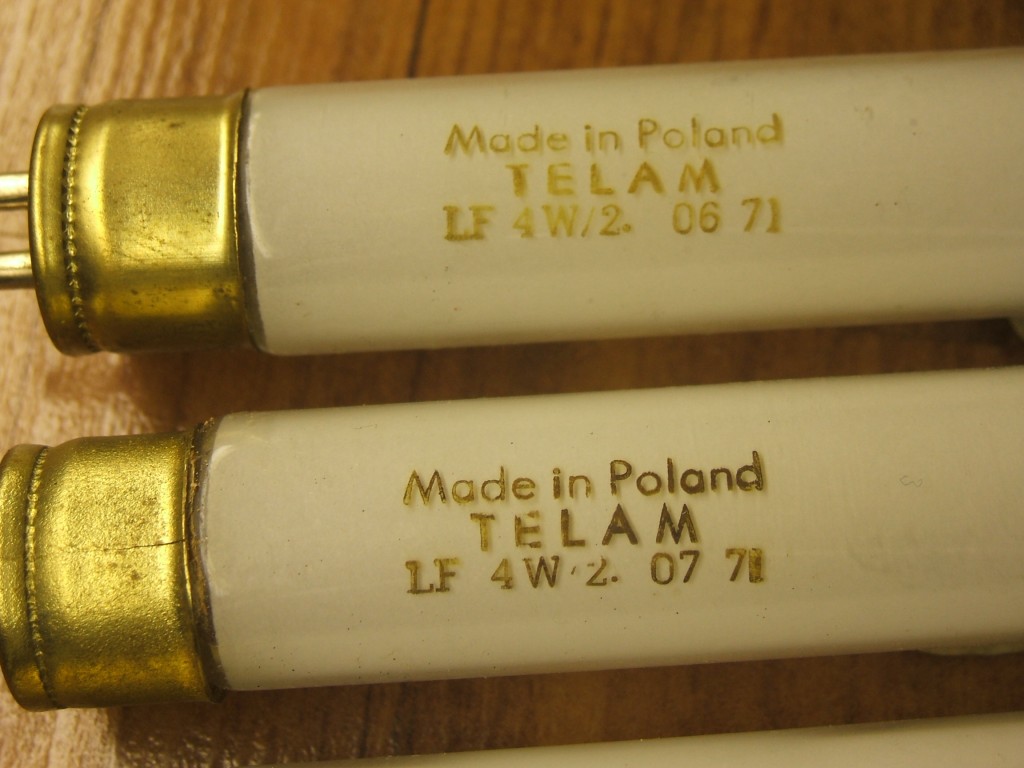 Made in Poland
TELAM
LF 4W/2. 06 71
Made in Poland
TELAM
LF 4W/2. 07 71